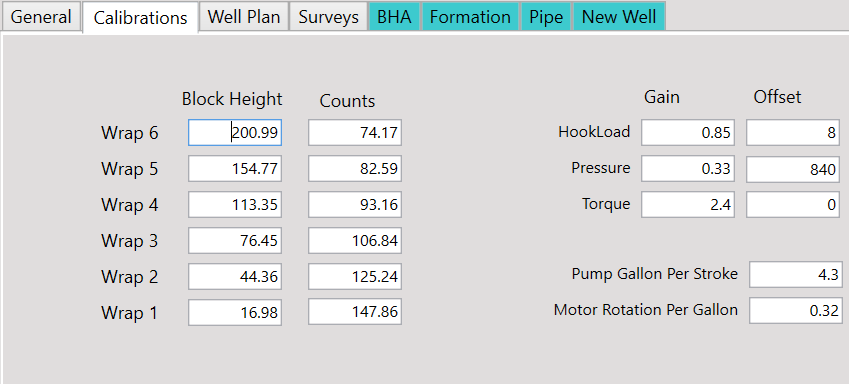 General Calibrations Well Plan Surveys BHA Formation Pipe New Well
Block Height Counts Gain Offset
Wrap 6 200.99 74.17 HookLoad 0.85 8
Wrap 5 154.77 82.59 Pressure 0.33 840
Wrap 4 113.35 93.16 Torque 2.4 0
Wrap 3 76.45 106.84
Wrap 2 44.36 125.24 Pump Gallon Per Stroke 4.3
Wrap 1 16.98 147.86 Motor Rotation Per Gallon 0.32